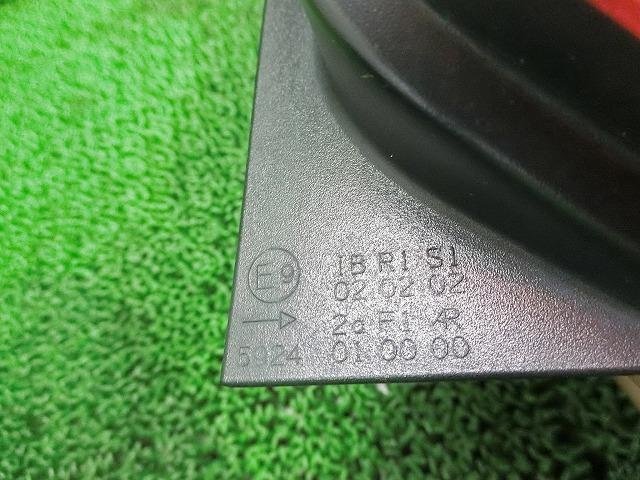 E9 IB R1 S1
02 02 02
→ 2a F1 AR
5924 01 00 00